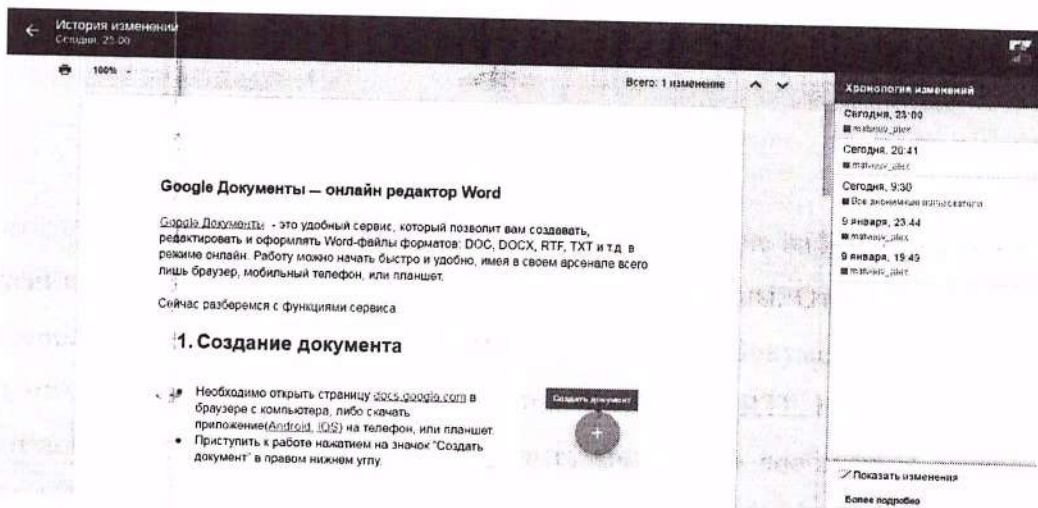 История изменений
Сегодня, 23:00
100%
Всего: 1 изменение
Google Документы — онлайн редактор Word
Google Документы - это удобный сервис, который позволит вам создавать,
редактировать и оформлять Word-файлы форматов: DOC, DOCX, RTF, TXT и т.д. в
режиме онлайн. Работу можно начать быстро и удобно, имея в своем арсенале всего
лишь браузер, мобильный телефон, или планшет.
Сейчас разберемся с функциями сервиса
1. Создание документа
• Необходимо открыть страницу docs.google.com в
браузере с компьютера, либо скачать
приложение(Android, iOS) на телефон, или планшет.
• Приступить к работе нажатием на значок "Создать
документ" в правом нижнем углу.
Создать документ
+
Хронология изменений
Сегодня, 23:00
Сегодня, 20:41
Сегодня, 9:30
Все анонимные пользователи
9 января, 23:44
9 января, 19:49
Показать изменения
Более подробно